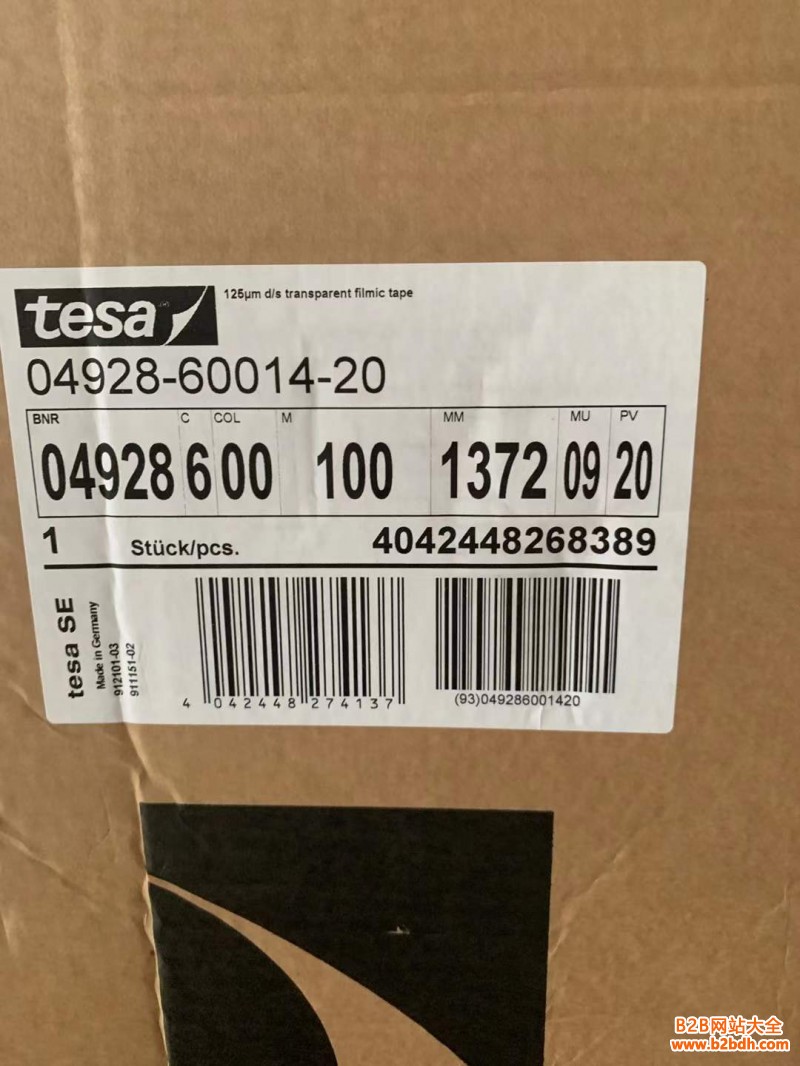 tesa
125µm d/s transparent filmic tape
04928-60014-20
BNR C COL M MM MU PV
04928 6 00 100 1372 09 20
1 Stück/pcs. 4042448268389
tesa SE
Made in Germany
912101-03
911151-02
4 042448 274137
(93)049286001420
B2B网站大全
www.b2bdh.com